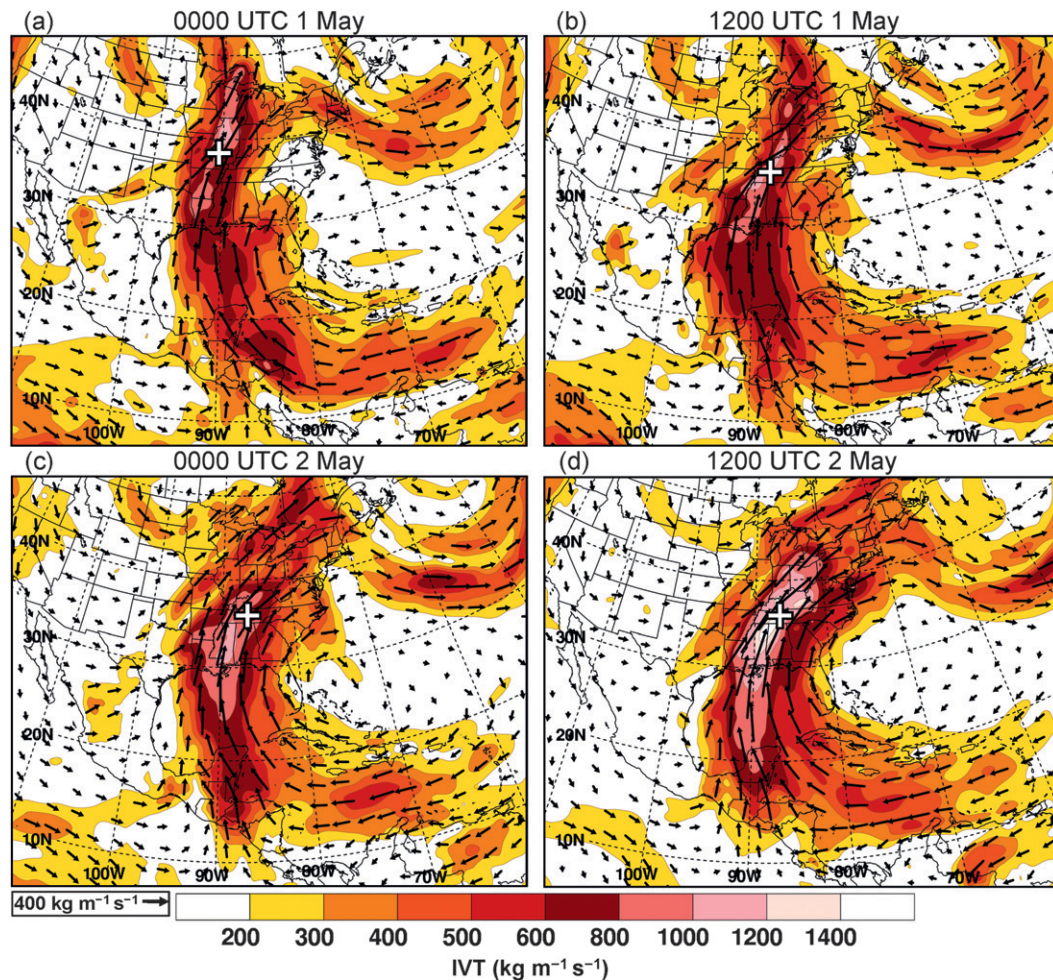 (a) 0000 UTC 1 May
(b) 1200 UTC 1 May
40N
30N
20N
10N
100W 90W 80W 70W
40N
30N
20N
10N
100W 90W 80W 70W
(c) 0000 UTC 2 May
(d) 1200 UTC 2 May
40N
30N
20N
10N
100W 90W 80W 70W
40N
30N
20N
10N
100W 90W 80W 70W
400 kg m⁻¹ s⁻¹
200 300 400 500 600 800 1000 1200 1400
IVT (kg m⁻¹ s⁻¹)